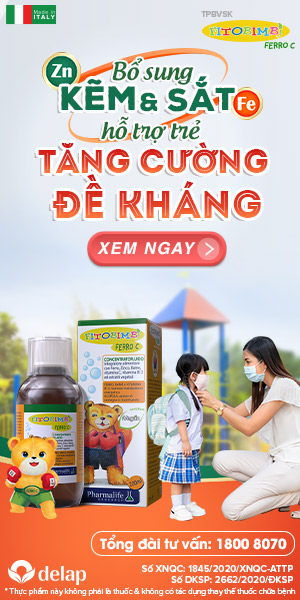 Made in
ITALY
TPBVSK
FITOBIMBI
FERRO C
Zn
Bổ sung
KẼM & SẮT
Fe
hỗ trợ trẻ
TĂNG CƯỜNG
ĐỀ KHÁNG
XEM NGAY >
FITOBIMBI
FERRO C
CONCENTRATO FLUIDO
FITOBIMBI
FERRO C
Pharmalife
Pharmalife
Tổng đài tư vấn: 1800 8070
delap
Số XNQC: 1845/2020/XNQC-ATTP
Số DKSP: 2662/2020/ĐKSP
* Thực phẩm này không phải là thuốc & không có tác dụng thay thế thuốc chữa bệnh